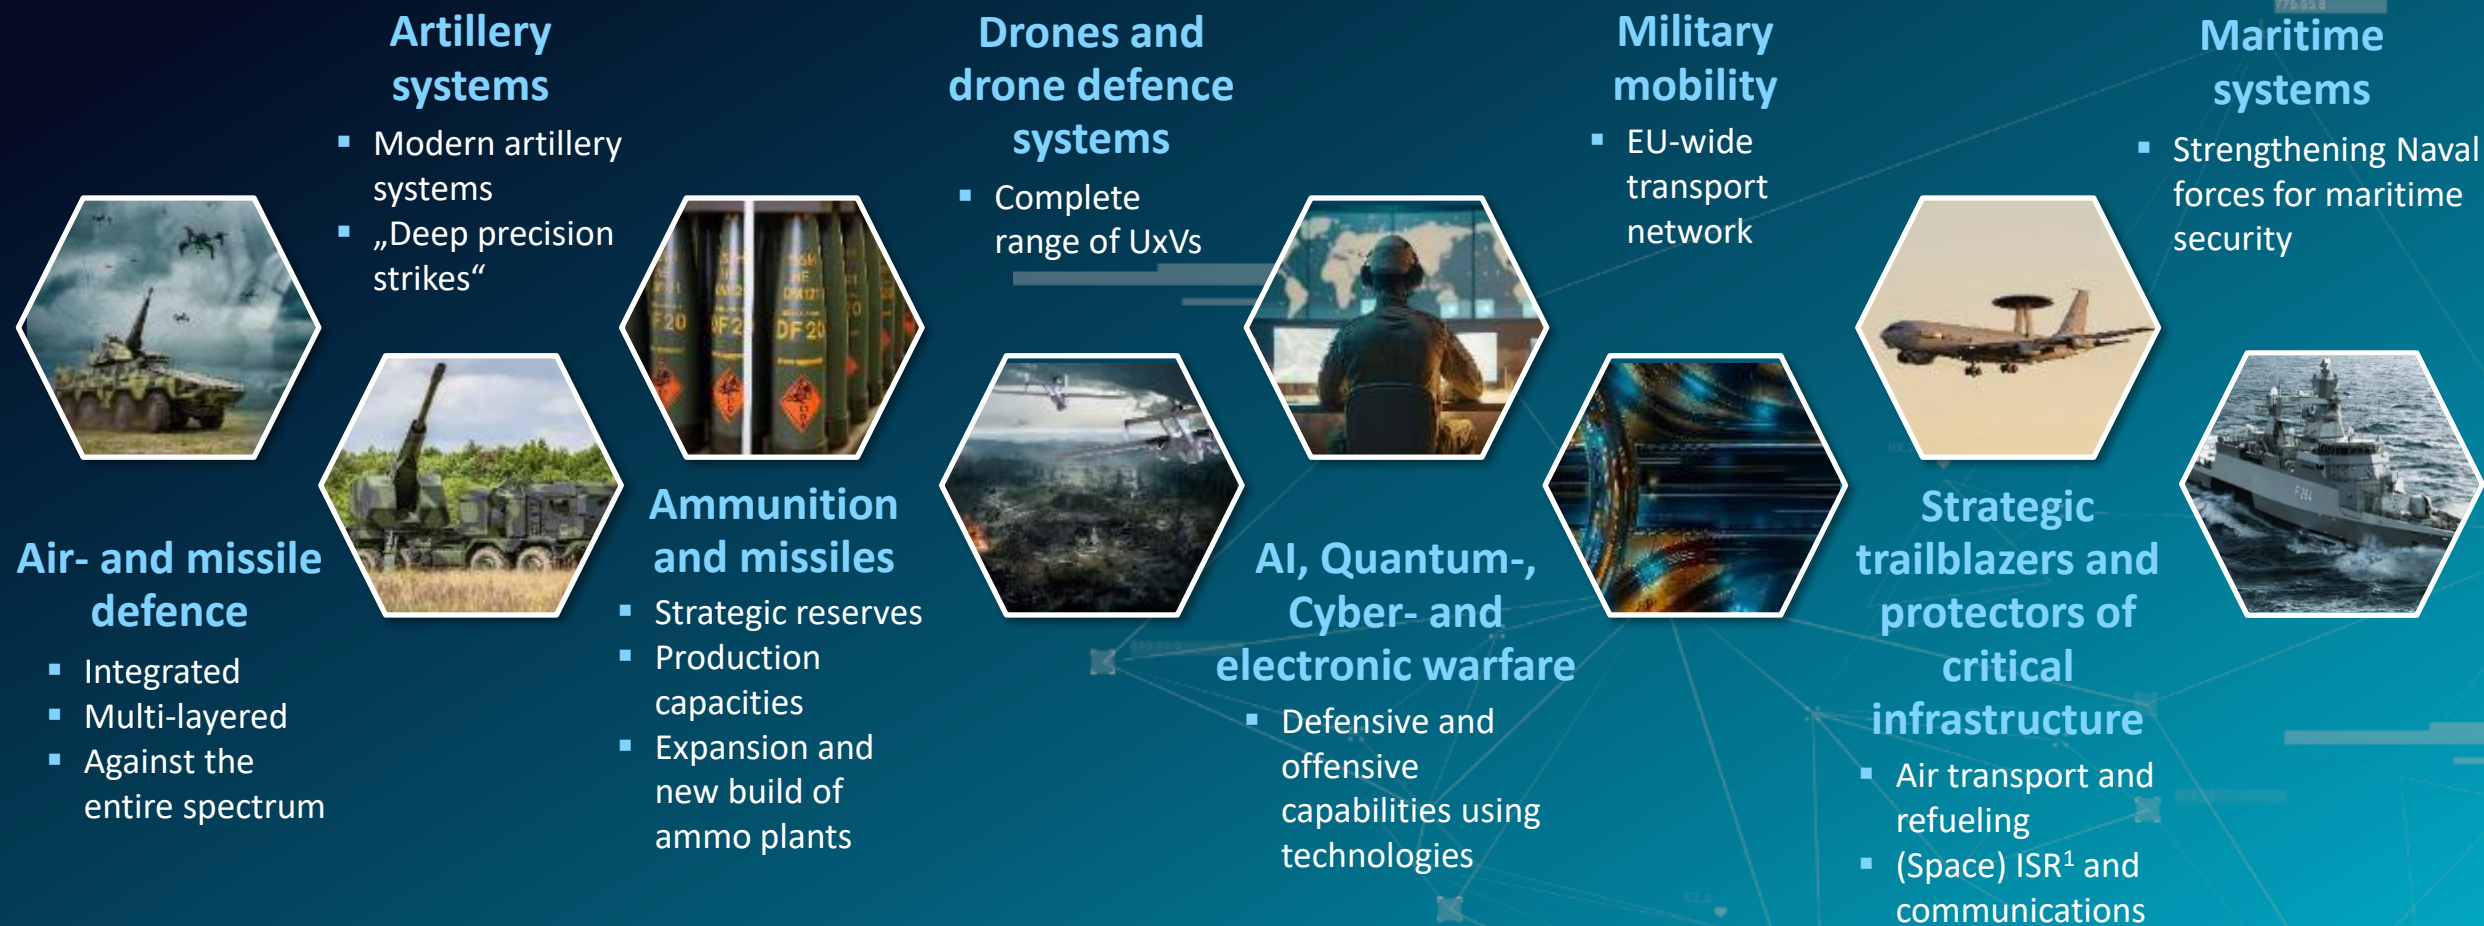 Air- and missile
defence
Integrated
Multi-layered
Against the
entire spectrum
Artillery
systems
Modern artillery
systems
„Deep precision
strikes“
Ammunition
and missiles
Strategic reserves
Production
capacities
Expansion and
new build of
ammo plants
DF 20
Drones and
drone defence
systems
Complete
range of UxVs
AI, Quantum-,
Cyber- and
electronic warfare
Defensive and
offensive
capabilities using
technologies
Military
mobility
EU-wide
transport
network
Strategic
trailblazers and
protectors of
critical
infrastructure
Air transport and
refueling
(Space) ISR¹ and
communications
Maritime
systems
Strengthening Naval
forces for maritime
security
F 264